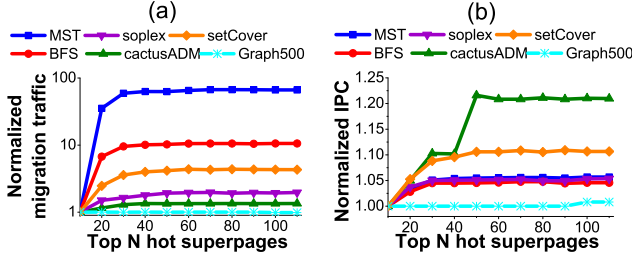 (a)
MST soplex setCover
BFS cactusADM Graph500
Normalized
migration traffic
100
10
1
20 40 60 80 100
Top N hot superpages
(b)
MST soplex setCover
BFS cactusADM Graph500
Normalized IPC
1.25
1.20
1.15
1.10
1.05
1.00
20 40 60 80 100
Top N hot superpages